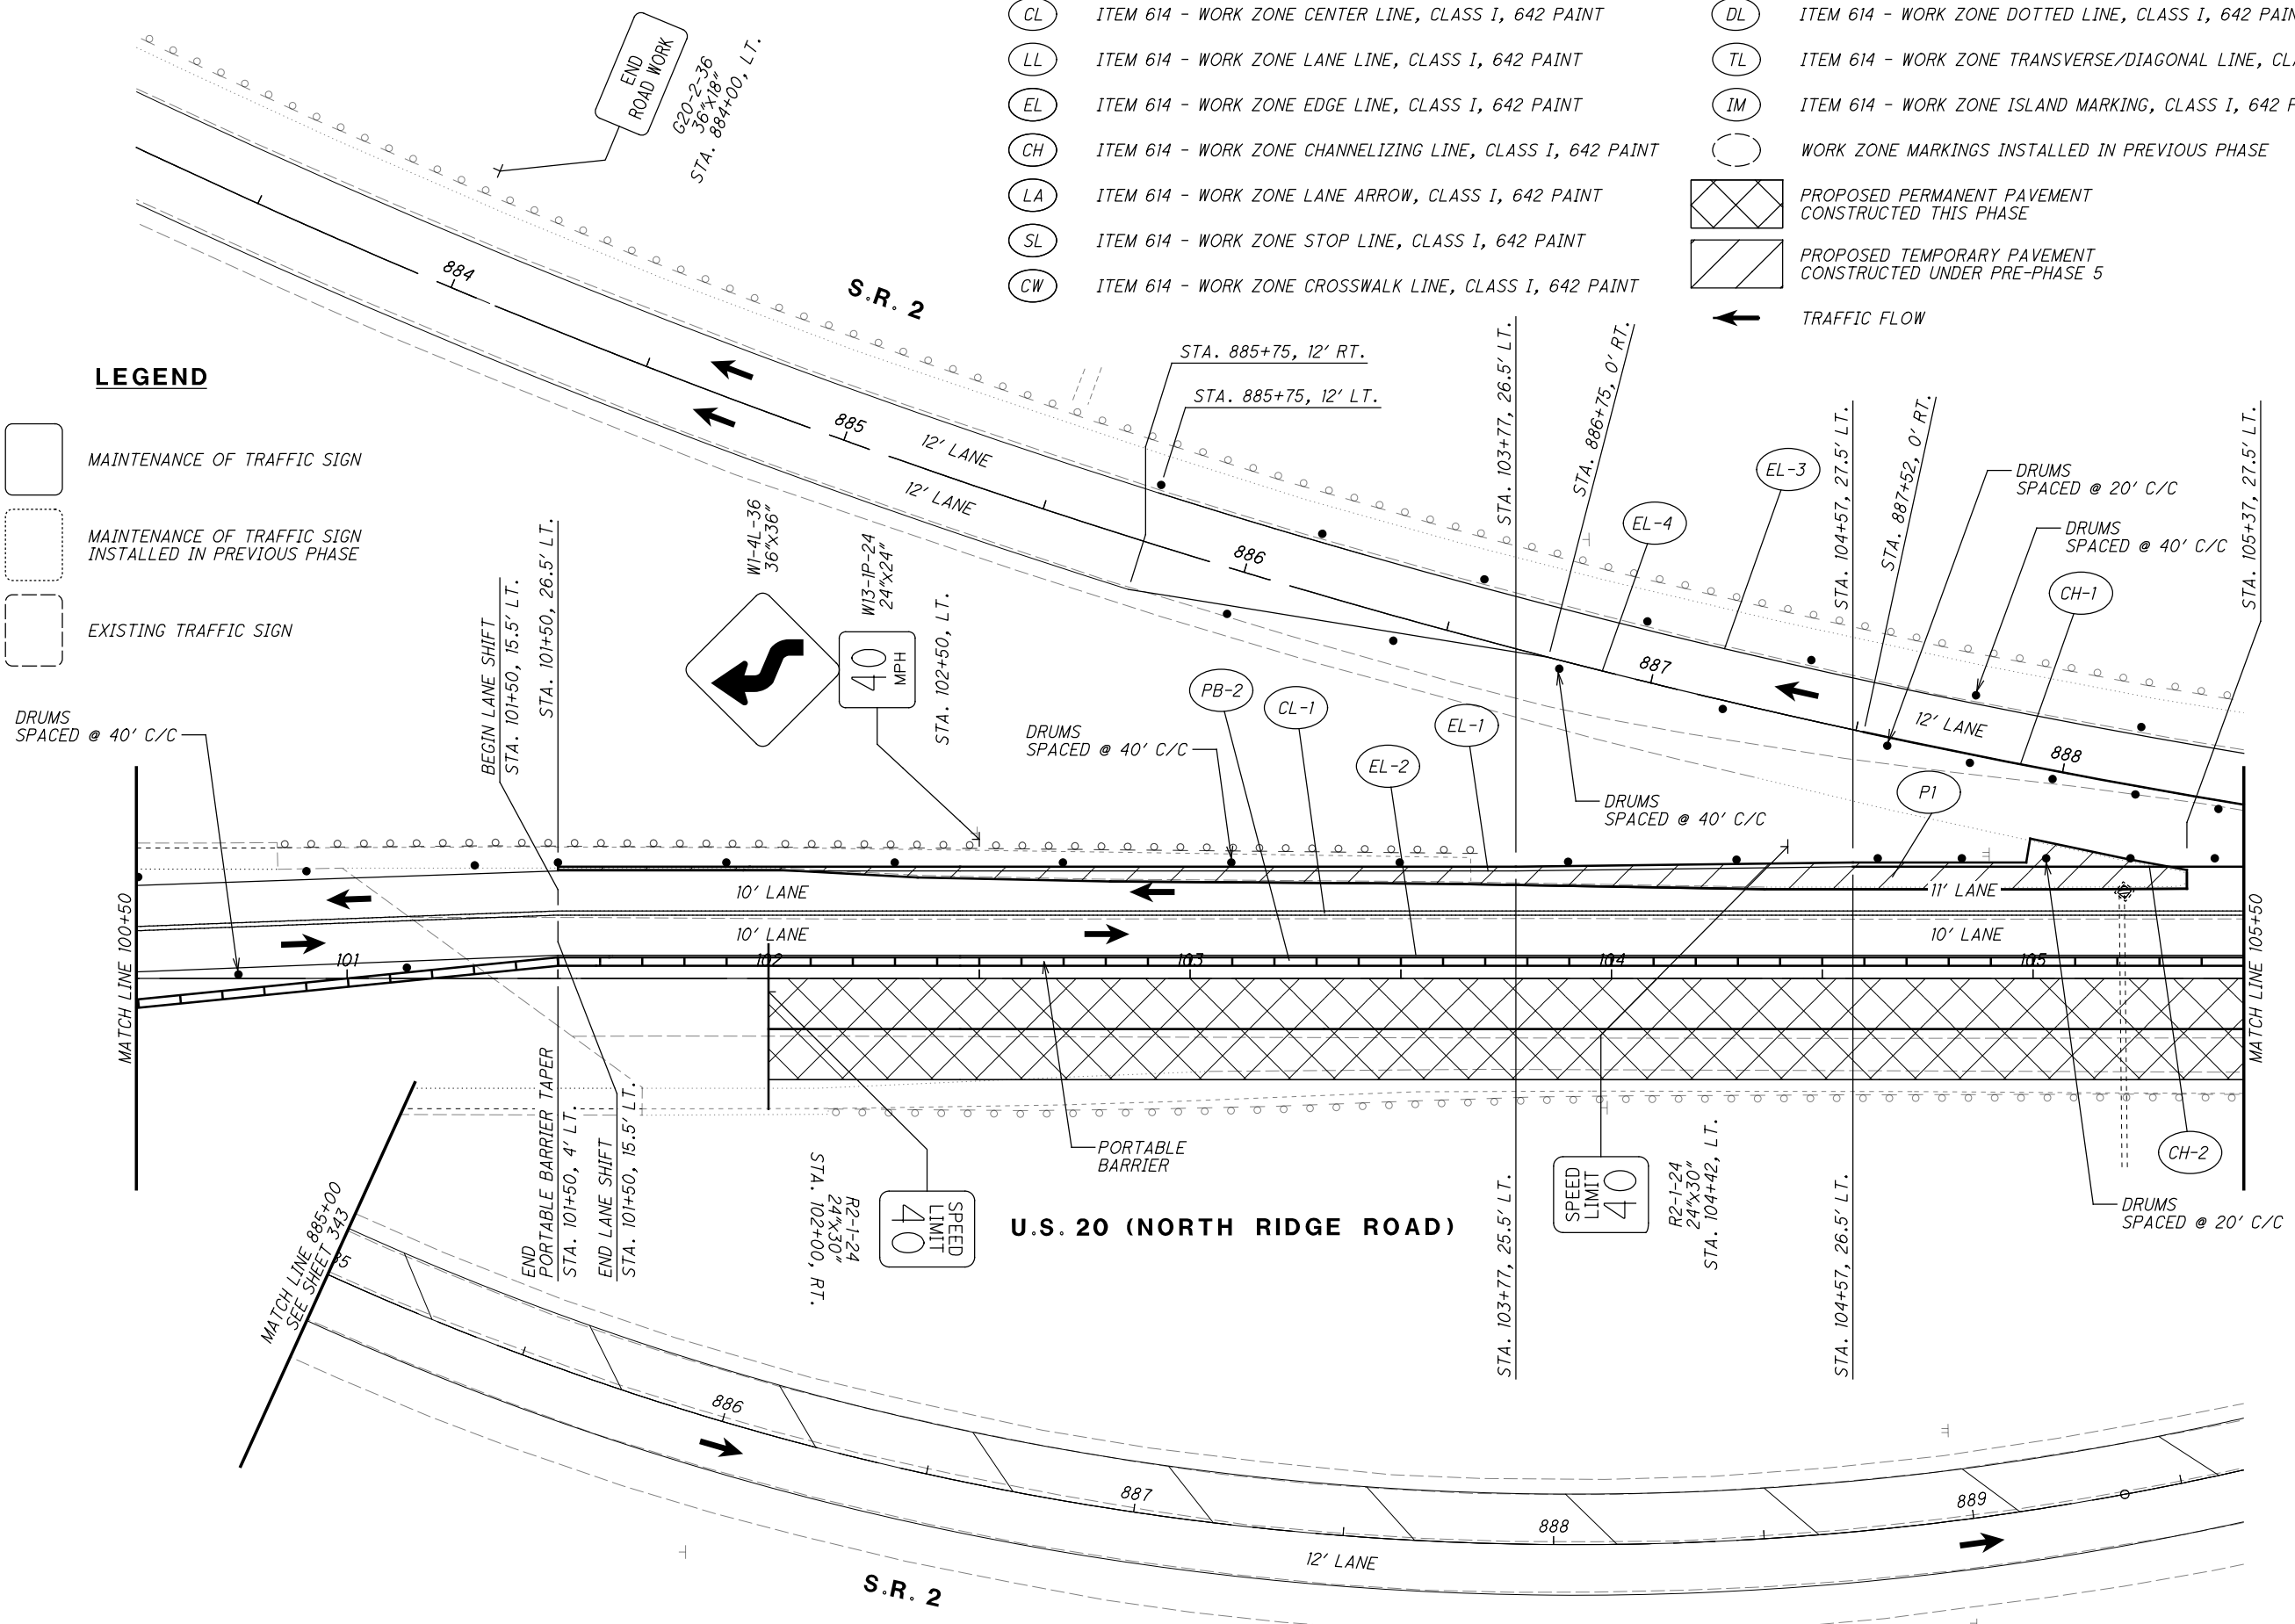 CL ITEM 614 - WORK ZONE CENTER LINE, CLASS I, 642 PAINT
LL ITEM 614 - WORK ZONE LANE LINE, CLASS I, 642 PAINT
EL ITEM 614 - WORK ZONE EDGE LINE, CLASS I, 642 PAINT
CH ITEM 614 - WORK ZONE CHANNELIZING LINE, CLASS I, 642 PAINT
LA ITEM 614 - WORK ZONE LANE ARROW, CLASS I, 642 PAINT
SL ITEM 614 - WORK ZONE STOP LINE, CLASS I, 642 PAINT
CW ITEM 614 - WORK ZONE CROSSWALK LINE, CLASS I, 642 PAINT
DL ITEM 614 - WORK ZONE DOTTED LINE, CLASS I, 642
TL ITEM 614 - WORK ZONE TRANSVERSE/DIAGONAL LINE,
IM ITEM 614 - WORK ZONE ISLAND MARKING, CLASS I, 642
WORK ZONE MARKINGS INSTALLED IN PREVIOUS PHASE
PROPOSED PERMANENT PAVEMENT
CONSTRUCTED THIS PHASE
PROPOSED TEMPORARY PAVEMENT
CONSTRUCTED UNDER PRE-PHASE 5
TRAFFIC FLOW
END
ROAD WORK
G20-2-36
36"x18"
STA. 884+00, LT.
S.R. 2
884
885
886
887
888
12' LANE
12' LANE
12' LANE
STA. 885+75, 12' RT.
STA. 885+75, 12' LT.
STA. 103+77, 26.5' LT.
STA. 886+75, 0' RT.
STA. 104+57, 27.5' LT.
STA. 887+52, 0' RT.
STA. 105+37, 27.5' LT.
EL-3
EL-4
CH-1
DRUMS
SPACED @ 20' C/C
DRUMS
SPACED @ 40' C/C
LEGEND
MAINTENANCE OF TRAFFIC SIGN
MAINTENANCE OF TRAFFIC SIGN
INSTALLED IN PREVIOUS PHASE
EXISTING TRAFFIC SIGN
DRUMS
SPACED @ 40' C/C
BEGIN LANE SHIFT
STA. 101+50, 15.5' LT.
STA. 101+50, 26.5' LT.
W1-4L-36
36"x36"
W13-1P-24
24"x24"
40
MPH
STA. 102+50, LT.
PB-2
CL-1
EL-2
EL-1
DRUMS
SPACED @ 40' C/C
DRUMS
SPACED @ 40' C/C
P1
MATCH LINE 100+50
10' LANE
10' LANE
11' LANE
10' LANE
101
102
103
104
105
MATCH LINE 105+50
END
PORTABLE BARRIER TAPER
STA. 101+50, 4' LT.
END LANE SHIFT
STA. 101+50, 15.5' LT.
STA. 102+00, RT.
24"x30"
R2-1-24
SPEED
LIMIT
40
PORTABLE
BARRIER
U.S. 20 (NORTH RIDGE ROAD)
STA. 103+77, 25.5' LT.
SPEED
LIMIT
40
R2-1-24
24"x30"
STA. 104+42, LT.
STA. 104+57, 26.5' LT.
CH-2
DRUMS
SPACED @ 20' C/C
MATCH LINE 885+00
SEE SHEET 343
886
887
888
889
12' LANE
S.R. 2